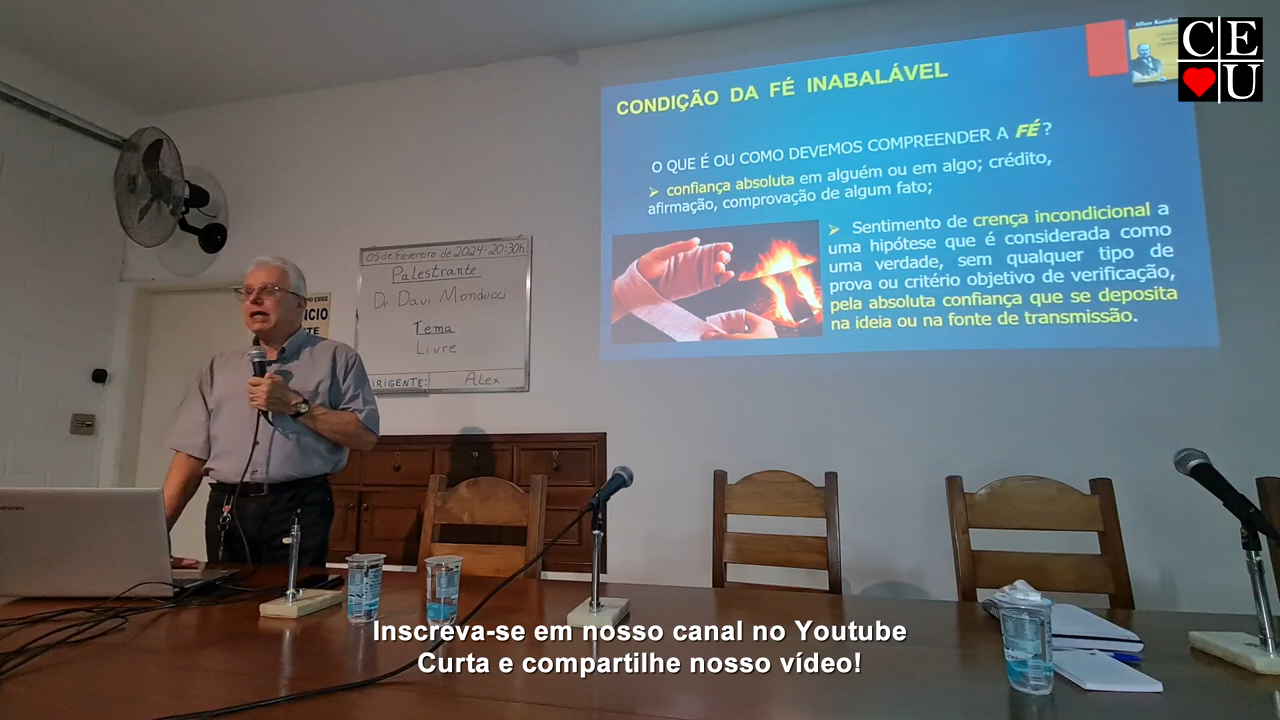 CONDIÇÃO DA FÉ INABALÁVEL
O QUE É OU COMO DEVEMOS COMPREENDER A FÉ?
➢ confiança absoluta em alguém ou em algo; crédito,
afirmação, comprovação de algum fato;
➢ Sentimento de crença incondicional a
uma hipótese que é considerada como
uma verdade, sem qualquer tipo de
prova ou critério objetivo de verificação,
pela absoluta confiança que se deposita
na ideia ou na fonte de transmissão.
Allan Kardec
CE
U
05 de Fevereiro de 2024-20:30h
Palestrante
Dr Davi Monducci
Tema
Livre
DIRIGENTE: Alex
EXIGE
Inscreva-se em nosso canal no Youtube
Curta e compartilhe nosso vídeo!